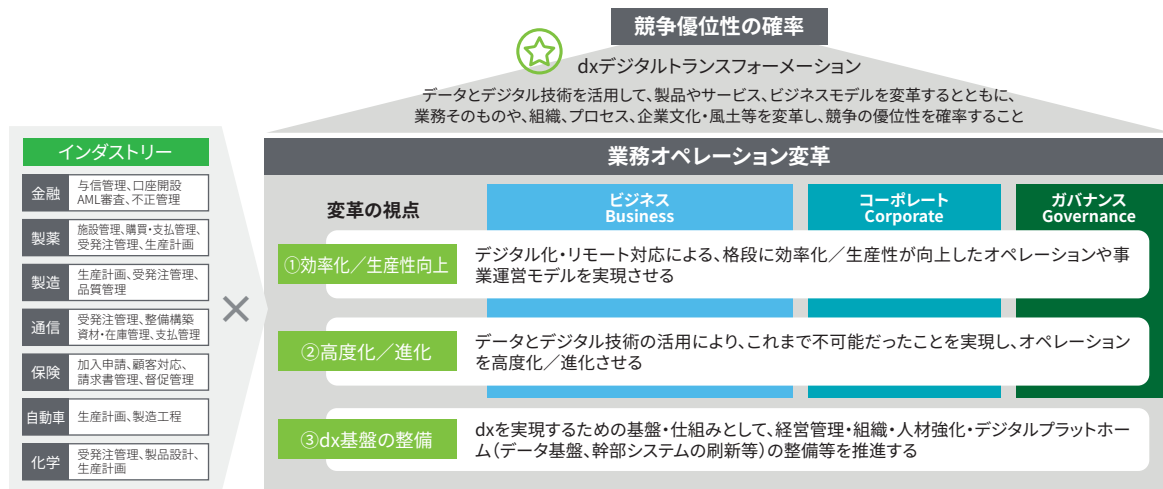 競争優位性の確率
dxデジタルトランスフォーメーション
データとデジタル技術を活用して、製品やサービス、ビジネスモデルを変革するとともに、
業務そのものや、組織、プロセス、企業文化・風土等を変革し、競争の優位性を確率すること
インダストリー
金融
与信管理、口座開設
AML審査、不正管理
製薬
施設管理、購買・支払管理、
受発注管理、生産計画
製造
生産計画、受発注管理、
品質管理
通信
受発注管理、整備構築
資材・在庫管理、支払管理
保険
加入申請、顧客対応、
請求書管理、督促管理
自動車
生産計画、製造工程
化学
受発注管理、製品設計、
生産計画
×
業務オペレーション変革
変革の視点
ビジネス
Business
コーポレート
Corporate
ガバナンス
Governance
①効率化／生産性向上
デジタル化・リモート対応による、格段に効率化／生産性が向上したオペレーションや事
業運営モデルを実現させる
②高度化／進化
データとデジタル技術の活用により、これまで不可能だったことを実現し、オペレーション
を高度化／進化させる
③dx基盤の整備
dxを実現するための基盤・仕組みとして、経営管理・組織・人材強化・デジタルプラットホー
ム（データ基盤、幹部システムの刷新等）の整備等を推進する